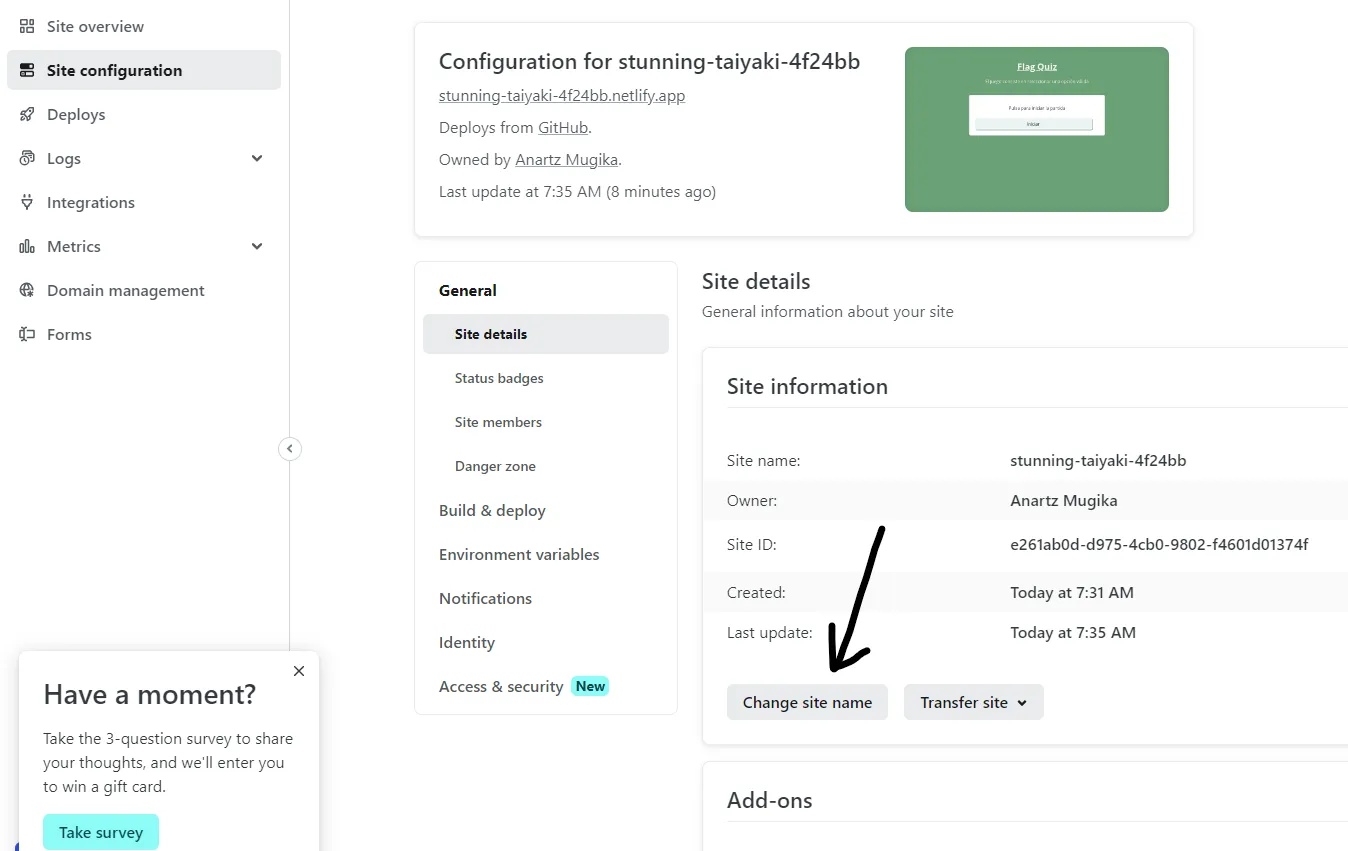 Site overview
Site configuration
Deploys
Logs
Integrations
Metrics
Domain management
Forms
Have a moment?
Take the 3-question survey to share
your thoughts, and we'll enter you
to win a gift card.
Take survey
Configuration for stunning-taiyaki-4f24bb
stunning-taiyaki-4f24bb.netlify.app
Deploys from GitHub.
Owned by Anartz Mugika.
Last update at 7:35 AM (8 minutes ago)
Flag Quiz
Pulsa para iniciar la partida
Iniciar
General
Site details
Status badges
Site members
Danger zone
Build & deploy
Environment variables
Notifications
Identity
Access & security New
Site details
General information about your site
Site information
Site name: stunning-taiyaki-4f24bb
Owner: Anartz Mugika
Site ID: e261ab0d-d975-4cb0-9802-f4601d01374f
Created: Today at 7:31 AM
Last update: Today at 7:35 AM
Change site name Transfer site
Add-ons